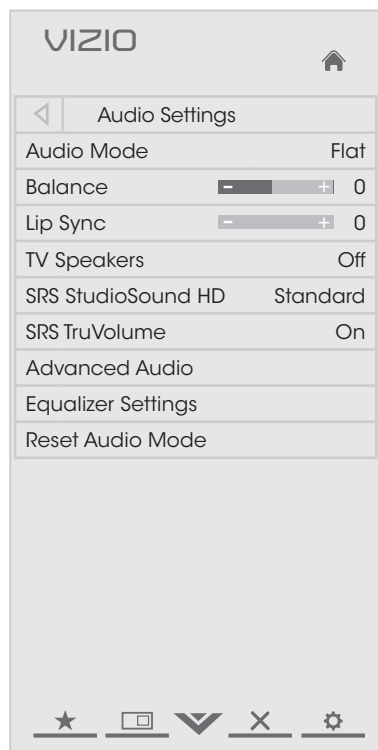 VIZIO
Audio Settings
Audio Mode Flat
Balance - + 0
Lip Sync - + 0
TV Speakers Off
SRS StudioSound HD Standard
SRS TruVolume On
Advanced Audio
Equalizer Settings
Reset Audio Mode